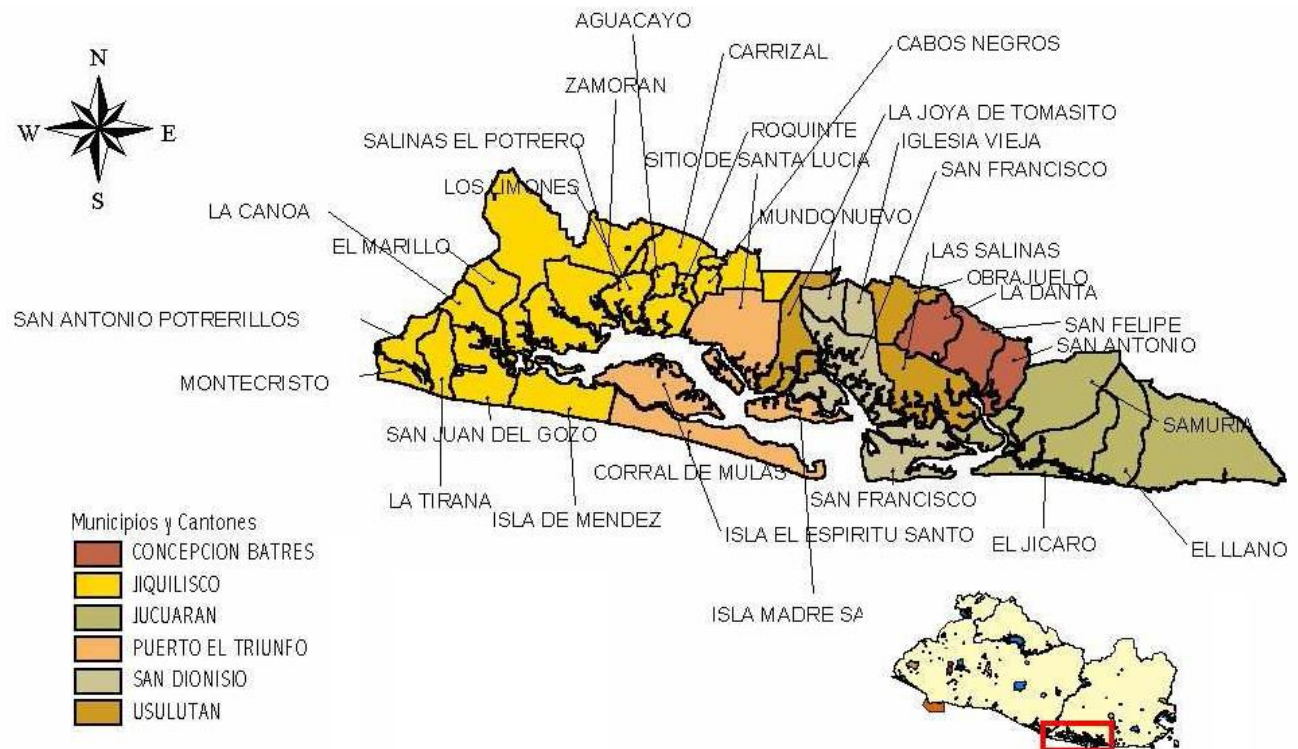 AGUACAYO
CABOS NEGROS
CARRIZAL
N
ZAMORAN
LA JOYA DE TOMASITO
W
E
ROQUINTE
IGLESIA VIEJA
SALINAS EL POTRERO
SITIO DE SANTA LUCIA
SAN FRANCISCO
S
LOS LIMONES
LA CANOA
MUNDO NUEVO
EL MARILLO
LAS SALINAS
OBRAJUELO
LA DANTA
SAN ANTONIO POTRERILLOS
SAN FELIPE
SAN ANTONIO
MONTECRISTO
SAMURIA
SAN JUAN DEL GOZO
CORRAL DE MULAS
LA TIRANA
SAN FRANCISCO
ISLA DE MENDEZ
ISLA EL ESPIRITU SANTO
EL JICARO
EL LLANO
ISLA MADRE SA
Municipios y Cantones
CONCEPCION BATRES
JIQUILISCO
JUCUARAN
PUERTO EL TRIUNFO
SAN DIONISIO
USULUTAN